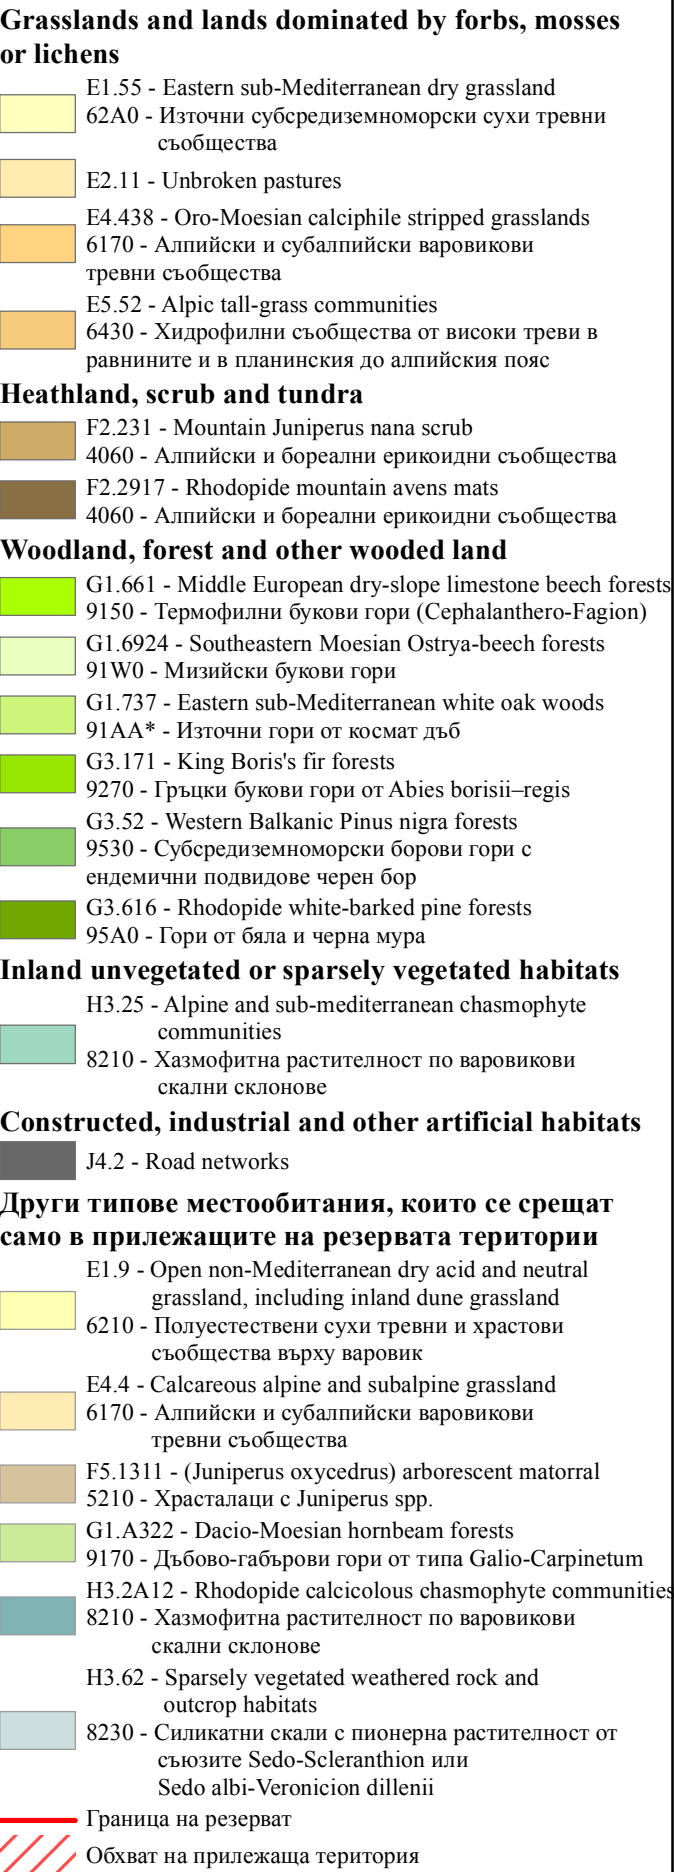 Grasslands and lands dominated by forbs, mosses
or lichens
E1.55 - Eastern sub-Mediterranean dry grassland
62A0 - Източни субсредиземноморски сухи тревни
съобщества
E2.11 - Unbroken pastures
E4.438 - Oro-Moesian calciphile stripped grasslands
6170 - Алпийски и субалпийски варовикови
тревни съобщества
E5.52 - Alpic tall-grass communities
6430 - Хидрофилни съобщества от високи треви в
равнините и в планинския до алпийския пояс
Heathland, scrub and tundra
F2.231 - Mountain Juniperus nana scrub
4060 - Алпийски и бореални ерикоидни съобщества
F2.2917 - Rhodopide mountain avens mats
4060 - Алпийски и бореални ерикоидни съобщества
Woodland, forest and other wooded land
G1.661 - Middle European dry-slope limestone beech forests
9150 - Термофилни букови гори (Cephalanthero-Fagion)
G1.6924 - Southeastern Moesian Ostrya-beech forests
91W0 - Мизийски букови гори
G1.737 - Eastern sub-Mediterranean white oak woods
91AA* - Източни гори от космат дъб
G3.171 - King Boris's fir forests
9270 - Гръцки букови гори от Abies borisii–regis
G3.52 - Western Balkanic Pinus nigra forests
9530 - Субсредиземноморски борови гори с
ендемични подвидове черен бор
G3.616 - Rhodopide white-barked pine forests
95A0 - Гори от бяла и черна мура
Inland unvegetated or sparsely vegetated habitats
H3.25 - Alpine and sub-mediterranean chasmophyte
communities
8210 - Хазмофитна растителност по варовикови
скални склонове
Constructed, industrial and other artificial habitats
J4.2 - Road networks
Други типове местообитания, които се срещат
само в прилежащите на резервата територии
E1.9 - Open non-Mediterranean dry acid and neutral
grassland, including inland dune grassland
6210 - Полуестествени сухи тревни и храстови
съобщества върху варовик
E4.4 - Calcareous alpine and subalpine grassland
6170 - Алпийски и субалпийски варовикови
тревни съобщества
F5.1311 - (Juniperus oxycedrus) arborescent matorral
5210 - Храсталаци с Juniperus spp.
G1.A322 - Dacio-Moesian hornbeam forests
9170 - Дъбово-габърови гори от типа Galio-Carpinetum
H3.2A12 - Rhodopide calcicolous chasmophyte communities
8210 - Хазмофитна растителност по варовикови
скални склонове
H3.62 - Sparsely vegetated weathered rock and
outcrop habitats
8230 - Силикатни скали с пионерна растителност от
съюзите Sedo-Scleranthion или
Sedo albi-Veronicion dillenii
Граница на резерват
Обхват на прилежаща територия